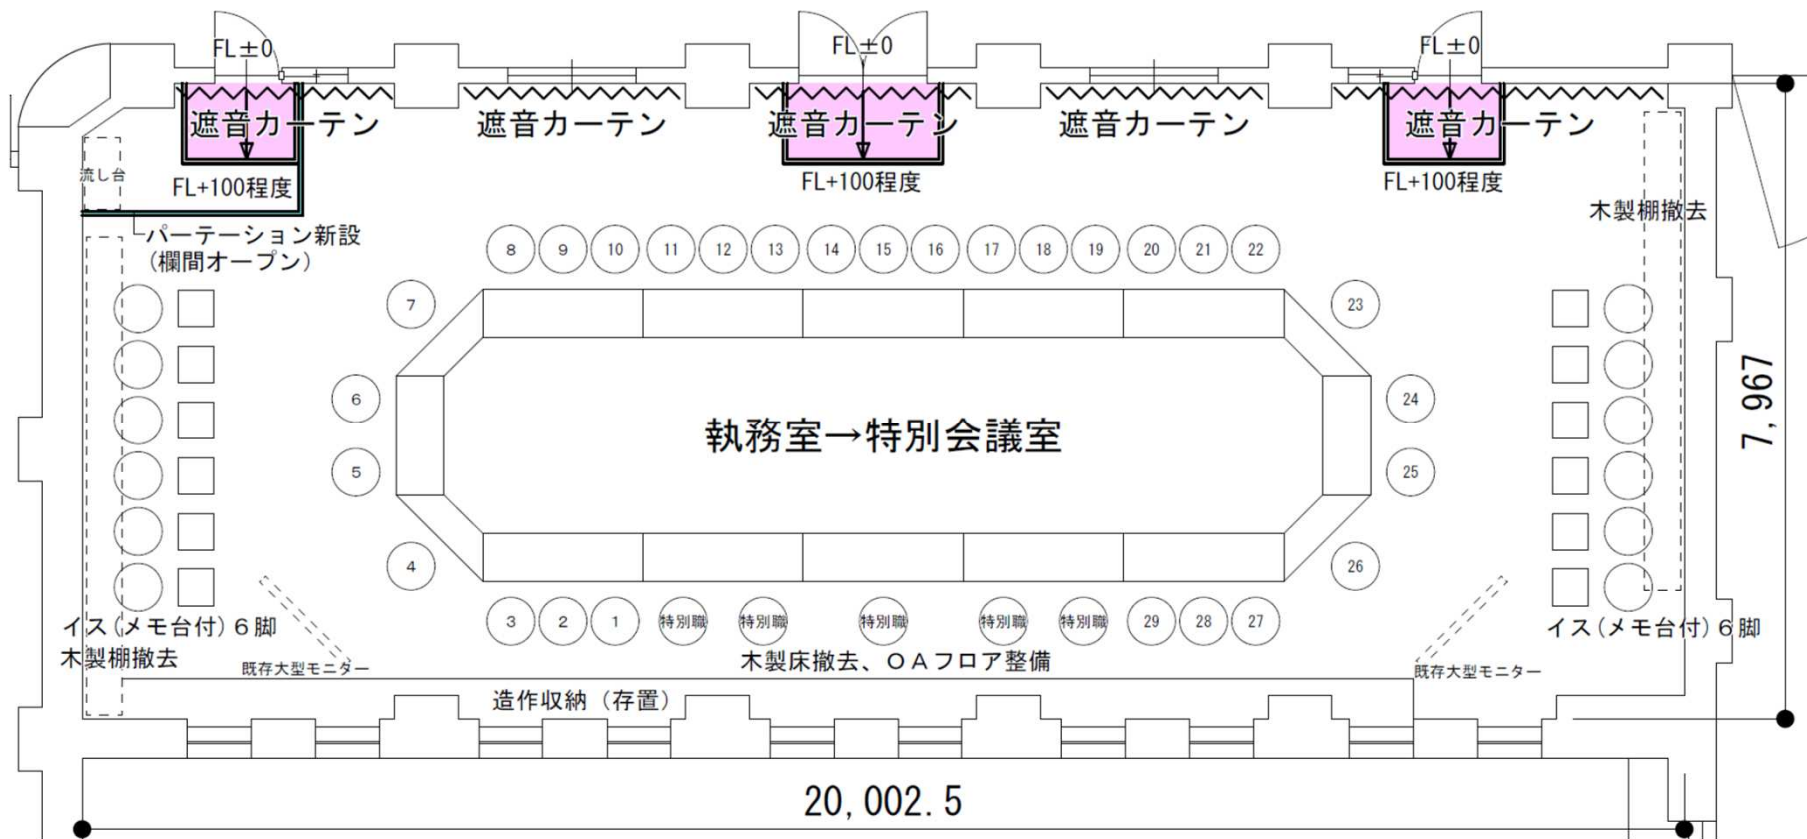 FL±0
FL±0
FL±0
遮音カーテン
遮音カーテン
遮音カーテン
遮音カーテン
遮音カーテン
流し台
FL+100程度
FL+100程度
FL+100程度
木製棚撤去
パーテーション新設
(欄間オープン)
8 9 10 11 12 13 14 15 16 17 18 19 20 21 22
7
23
6
24
7,967
執務室→特別会議室
5
25
4
26
3 2 1 特別職 特別職 特別職 特別職 特別職 29 28 27
イス(メモ台付)6脚
イス(メモ台付)6脚
木製棚撤去
既存大型モニター
木製床撤去、OAフロア整備
既存大型モニター
造作収納(存置)
20,002.5